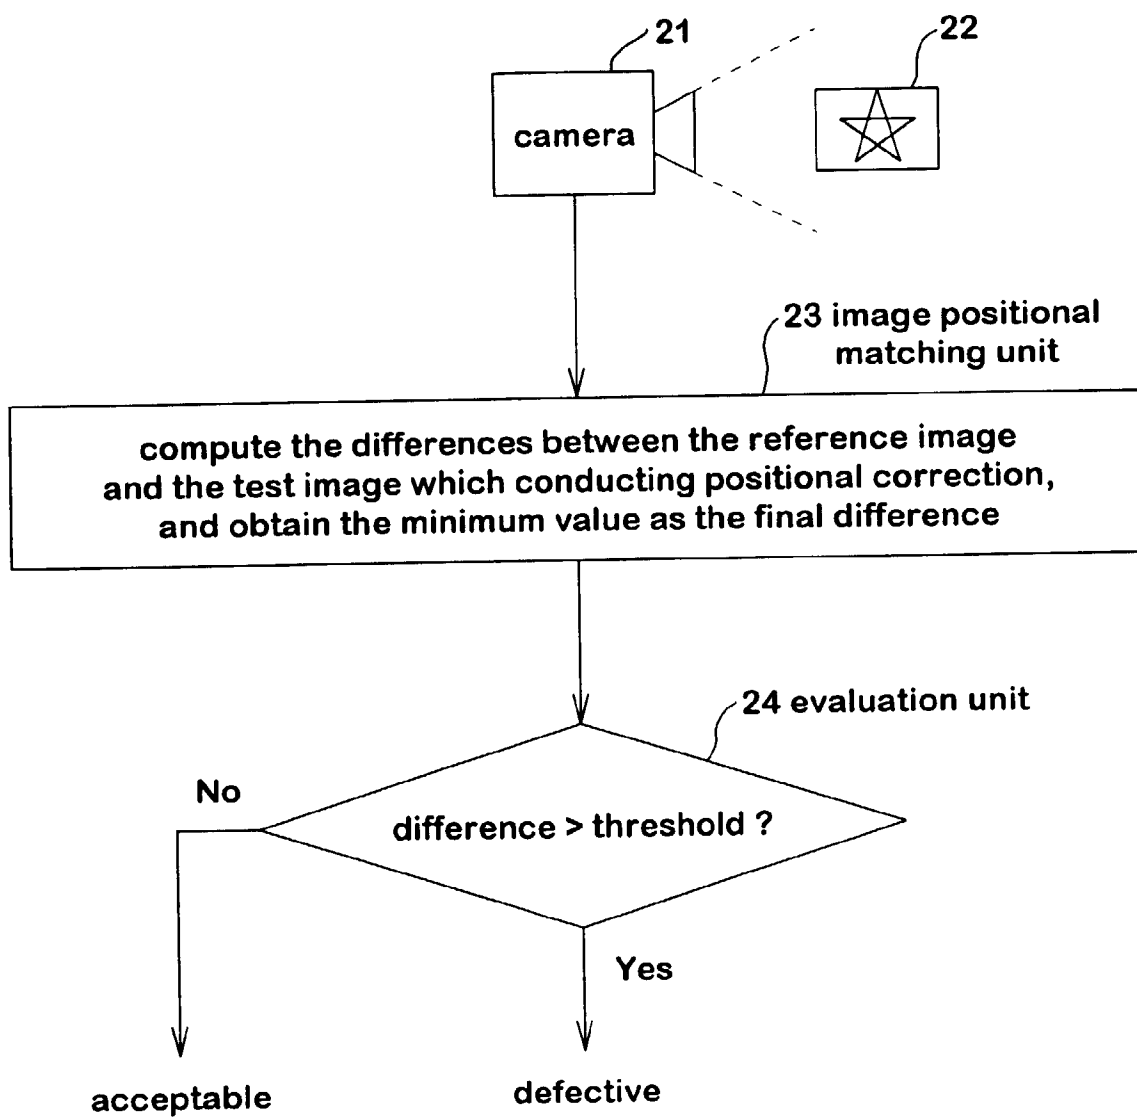 21
22
camera
23 image positional
matching unit
compute the differences between the reference image
and the test image which conducting positional correction,
and obtain the minimum value as the final difference
24 evaluation unit
No
difference > threshold ?
Yes
acceptable
defective